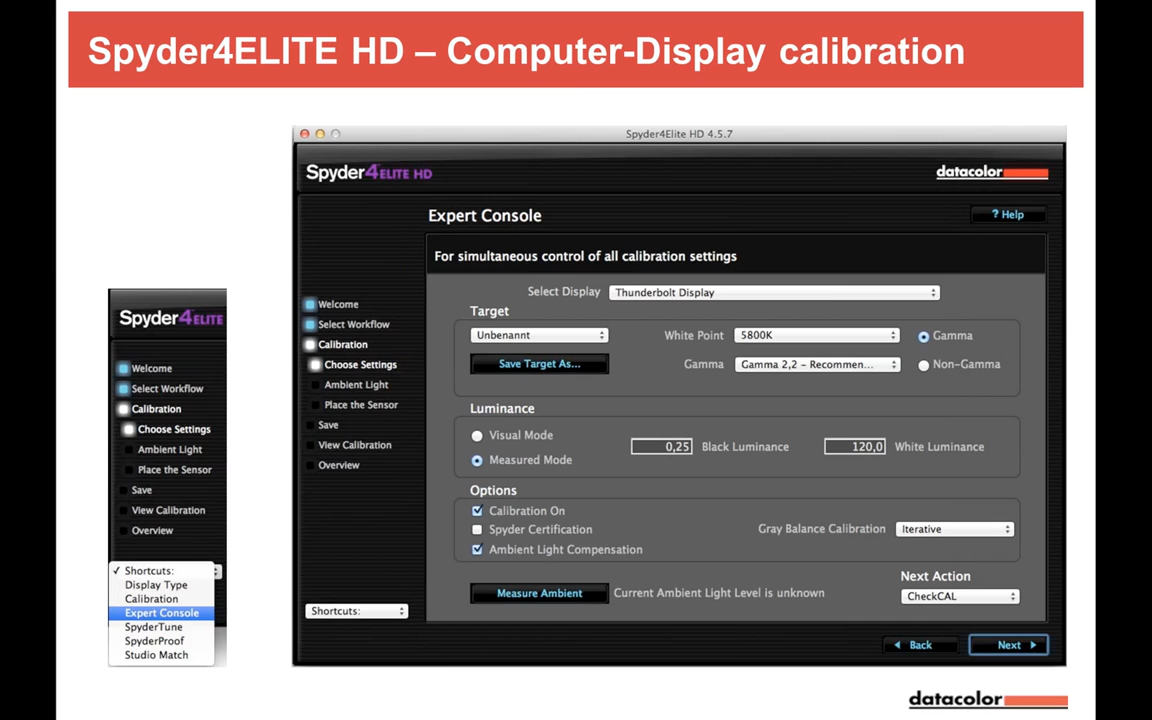 Spyder4ELITE HD – Computer-Display calibration
Spyder4ELITE
Welcome
Select Workflow
Calibration
Choose Settings
Ambient Light
Place the Sensor
Save
View Calibration
Overview
✓ Shortcuts:
Display Type
Calibration
Expert Console
SpyderTune
SpyderProof
Studio Match
Spyder4Elite HD 4.5.7
Spyder4ELITE HD
datacolor
Expert Console
? Help
For simultaneous control of all calibration settings
Welcome
Select Workflow
Calibration
Choose Settings
Ambient Light
Place the Sensor
Save
View Calibration
Overview
Shortcuts:
Select Display Thunderbolt Display
Target
Unbenannt White Point 5800K Gamma
Save Target As... Gamma Gamma 2,2 – Recommen... Non-Gamma
Luminance
Visual Mode
Measured Mode
0,25 Black Luminance 120,0 White Luminance
Options
Calibration On
Spyder Certification Gray Balance Calibration Iterative
Ambient Light Compensation
Next Action
Measure Ambient Current Ambient Light Level is unknown CheckCAL
Back Next
datacolor